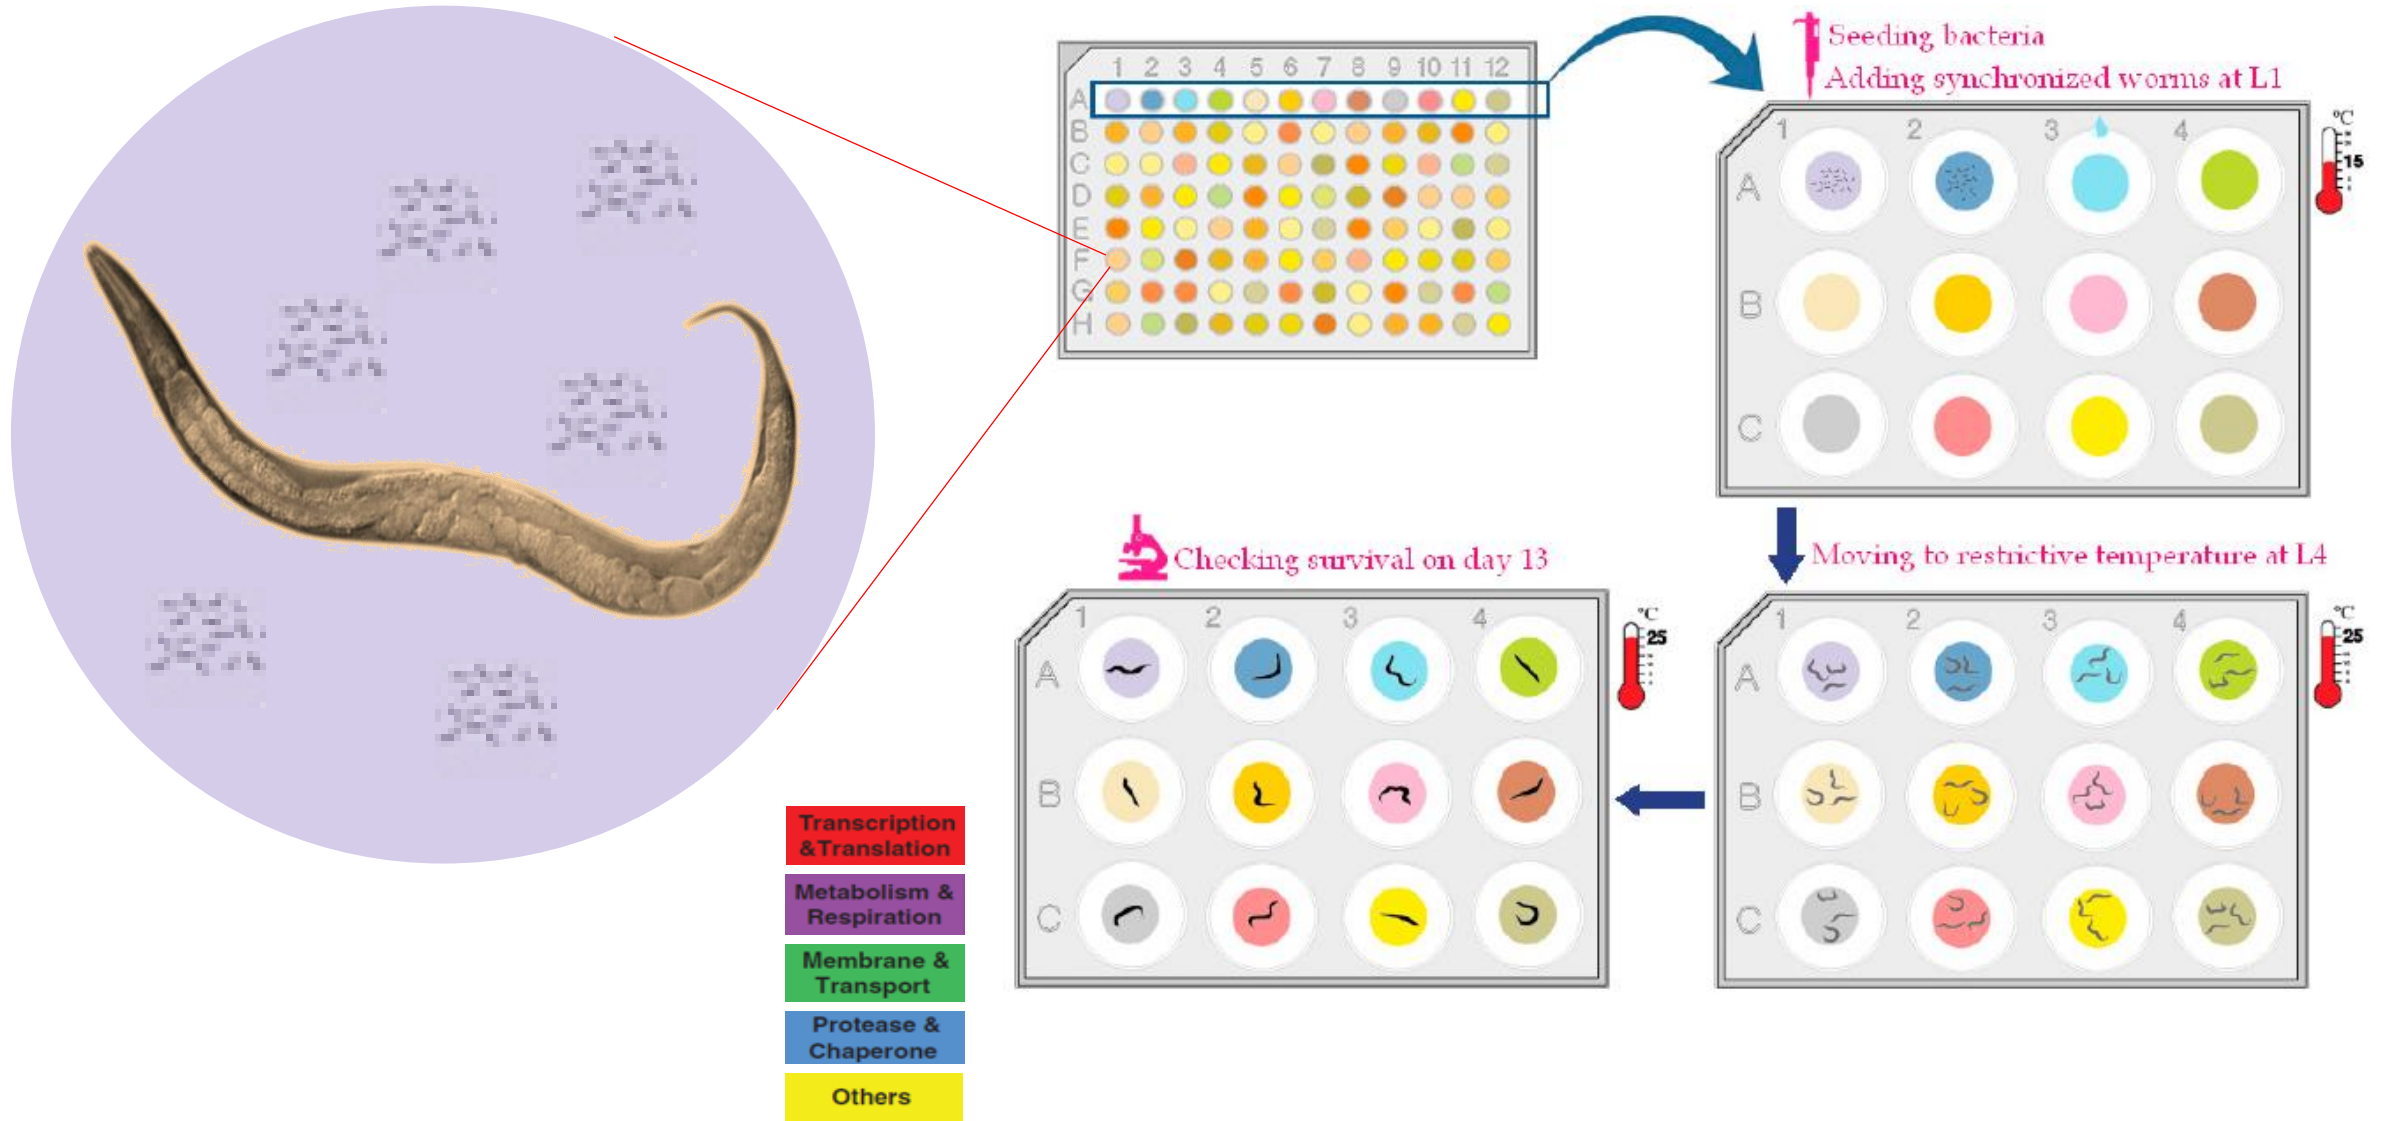 1 2 3 4 5 6 7 8 9 10 11 12
A
B
C
D
E
F
G
H
Seeding bacteria
Adding synchronized worms at L1
1 2 3 4
A
B
C
°C
15
Moving to restrictive temperature at L4
1 2 3 4
A
B
C
°C
25
Checking survival on day 13
1 2 3 4
A
B
C
°C
25
Transcription
&Translation
Metabolism &
Respiration
Membrane &
Transport
Protease &
Chaperone
Others